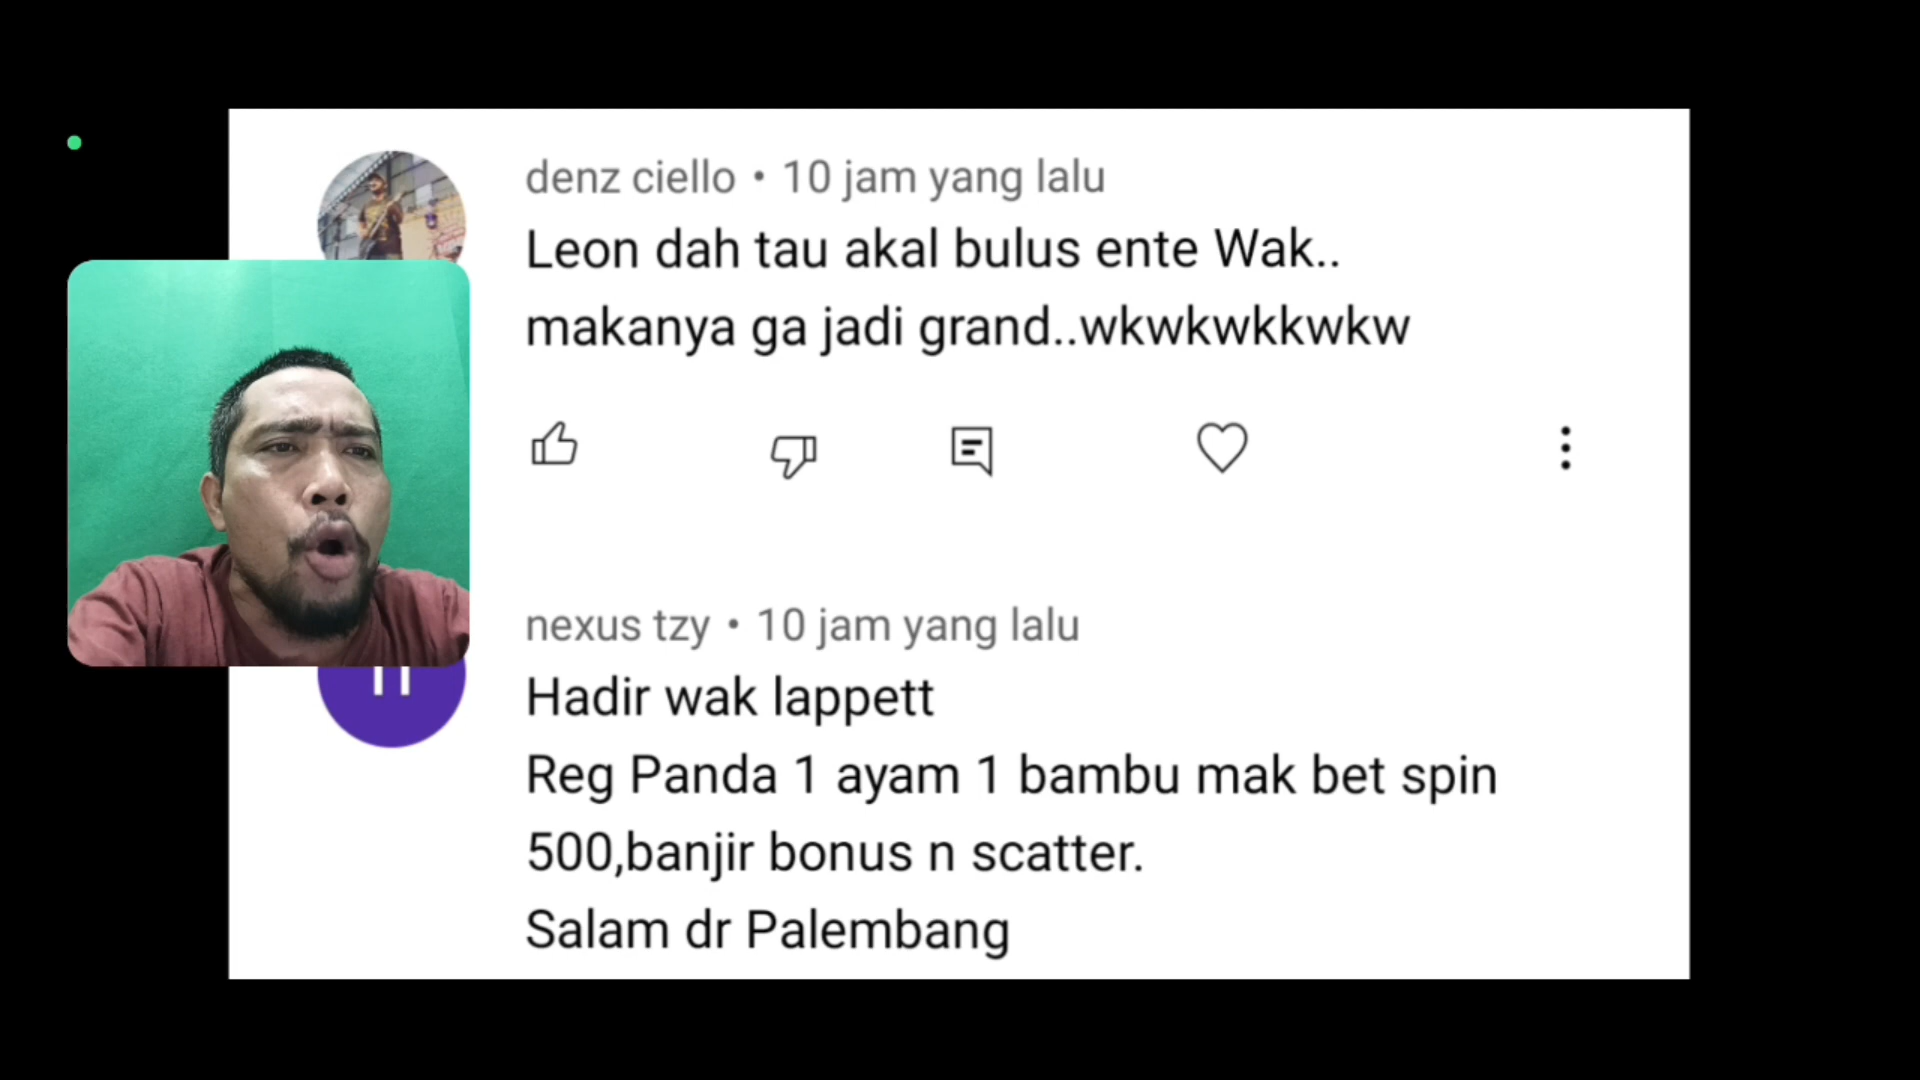 denz ciello • 10 jam yang lalu
Leon dah tau akal bulus ente Wak..
makanya ga jadi grand..wkwkwkkwkw
nexus tzy • 10 jam yang lalu
Hadir wak lappett
Reg Panda 1 ayam 1 bambu mak bet spin
500,banjir bonus n scatter.
Salam dr Palembang